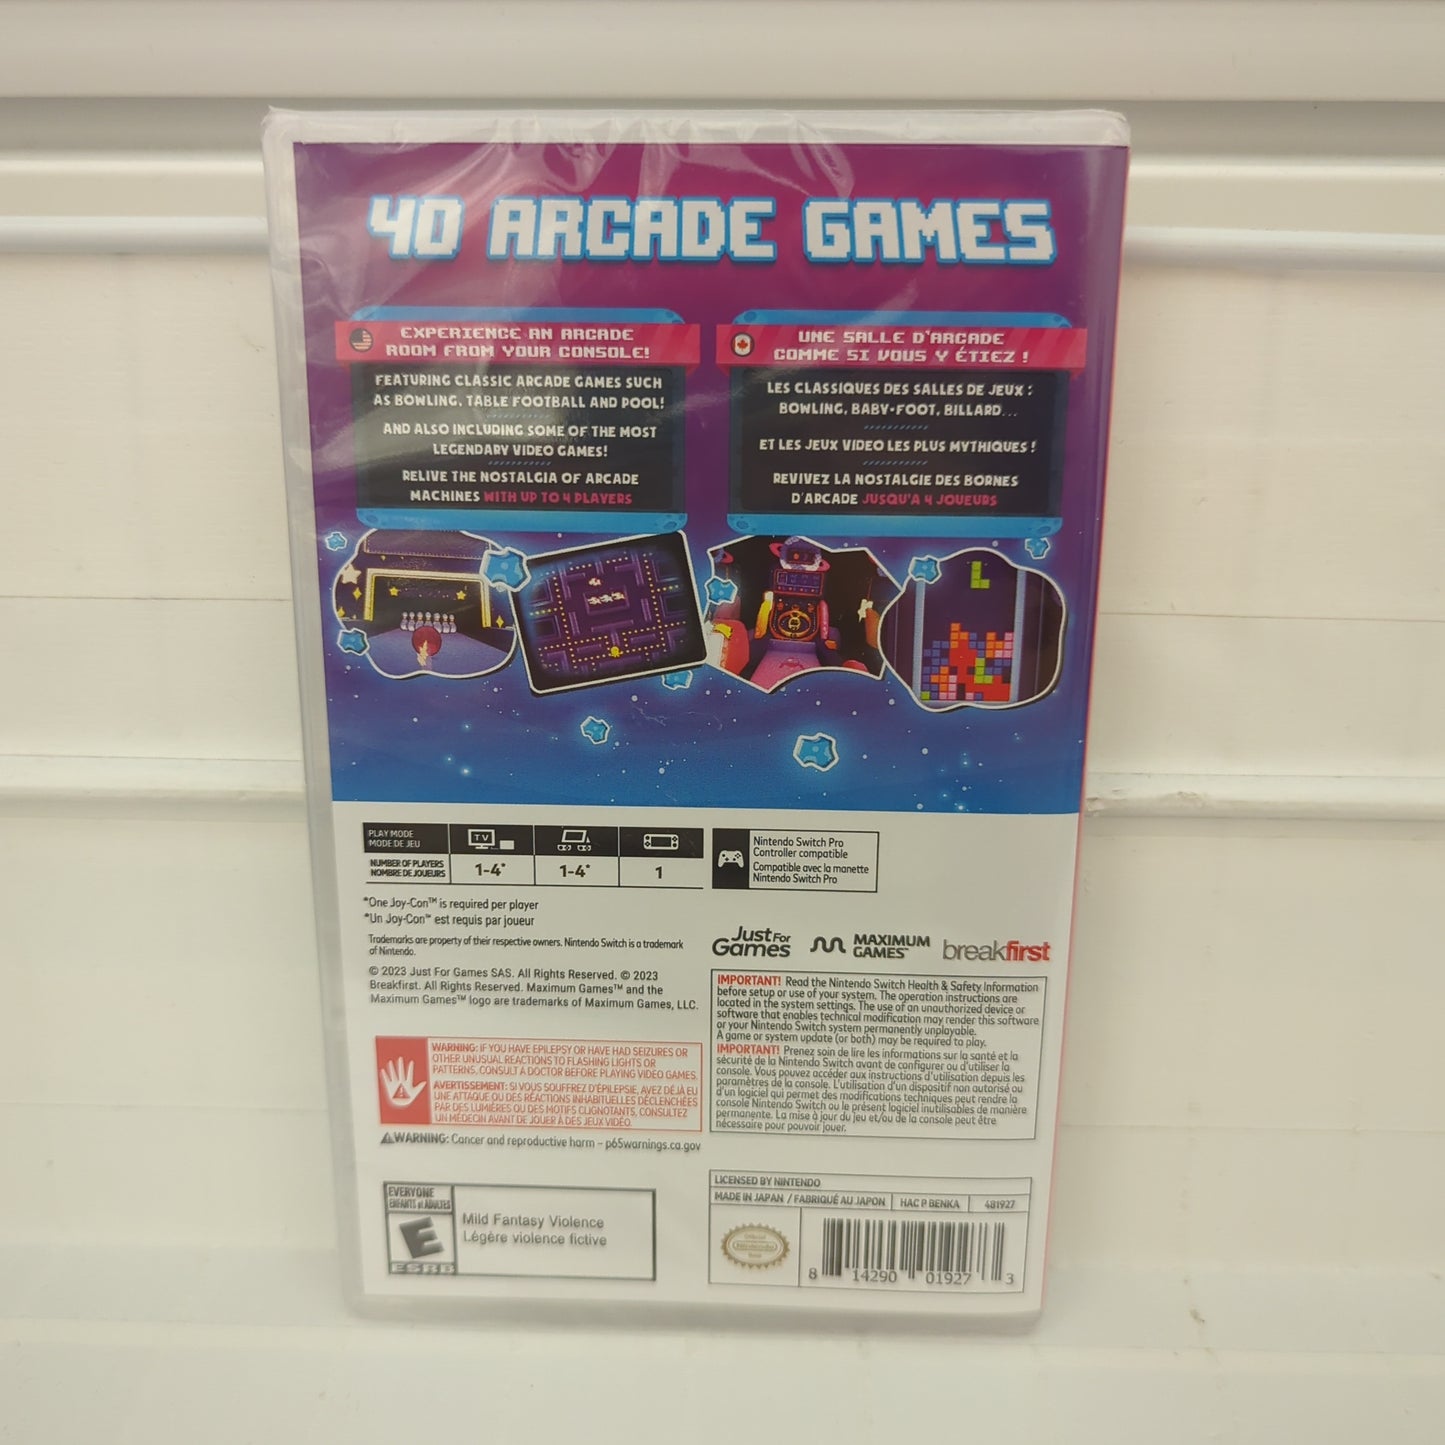 40 ARCADE GAMES
EXPERIENCE AN ARCADE
ROOM FROM YOUR CONSOLE!
FEATURING CLASSIC ARCADE GAMES SUCH
AS BOWLING, TABLE FOOTBALL AND POOL!
AND ALSO INCLUDING SOME OF THE MOST
LEGENDARY VIDEO GAMES!
RELIVE THE NOSTALGIA OF ARCADE
MACHINES WITH UP TO 4 PLAYERS
UNE SALLE D'ARCADE
COMME SI VOUS Y ÉTIEZ !
LES CLASSIQUES DES SALLES DE JEUX :
BOWLING, BABY-FOOT, BILLARD...
ET LES JEUX VIDEO LES PLUS MYTHIQUES !
REVIVEZ LA NOSTALGIE DES BORNES
D'ARCADE JUSQU'A 4 JOUEURS
PLAY MODE
MODE DE JEU
TV
NUMBER OF PLAYERS
NOMBRE DE JOUEURS
1-4*
1-4*
1
Nintendo Switch Pro
Controller compatible
Compatible avec la manette
Nintendo Switch Pro
*One Joy-Con™ is required per player
*Un Joy-Con™ est requis par joueur
Trademarks are property of their respective owners. Nintendo Switch is a trademark
of Nintendo.
© 2023 Just For Games SAS. All Rights Reserved. © 2023
Breakfirst. All Rights Reserved. Maximum Games™ and the
Maximum Games™ logo are trademarks of Maximum Games, LLC.
Just For
Games
MAXIMUM
GAMES™
breakfirst
WARNING: IF YOU HAVE EPILEPSY OR HAVE HAD SEIZURES OR
OTHER UNUSUAL REACTIONS TO FLASHING LIGHTS OR
PATTERNS, CONSULT A DOCTOR BEFORE PLAYING VIDEO GAMES.
AVERTISSEMENT: SI VOUS SOUFFREZ D'ÉPILEPSIE, AVEZ DÉJÀ EU
UNE ATTAQUE OU DES RÉACTIONS INHABITUELLES DÉCLENCHÉES
PAR DES LUMIÈRES OU DES MOTIFS CLIGNOTANTS, CONSULTEZ
UN MÉDECIN AVANT DE JOUER À DES JEUX VIDÉO.
WARNING: Cancer and reproductive harm – p65warnings.ca.gov
IMPORTANT! Read the Nintendo Switch Health & Safety Information
before setup or use of your system. The operation instructions are
located in the system settings. The use of an unauthorized device or
software that enables technical modification may render this software
or your Nintendo Switch system permanently unplayable.
A game or system update (or both) may be required to play.
IMPORTANT! Prenez soin de lire les informations sur la santé et la
sécurité de la Nintendo Switch avant de configurer ou d'utiliser la
console. Vous pouvez accéder aux instructions d'utilisation depuis les
paramètres de la console. L'utilisation d'un dispositif non autorisé ou
d'un logiciel qui permet des modifications techniques peut rendre la
console Nintendo Switch ou le présent logiciel inutilisables de manière
permanente. La mise à jour du jeu et/ou de la console peut être
nécessaire pour pouvoir jouer.
EVERYONE
ENFANTS et ADULTES
E
ESRB
Mild Fantasy Violence
Légère violence fictive
LICENSED BY NINTENDO
MADE IN JAPAN / FABRIQUÉ AU JAPON
HAC P BENKA
481927
Official
Nintendo
Seal
8 14290 01927 3